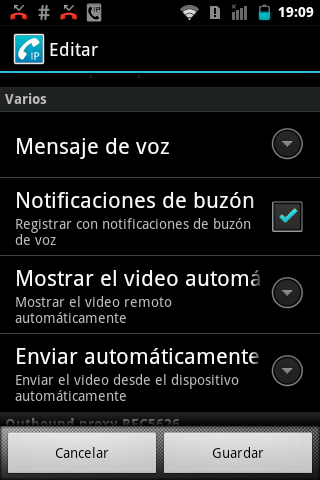 19:09
IP
Editar
Varios
Mensaje de voz
Notificaciones de buzón
Registrar con notificaciones de buzón
de voz
Mostrar el video automá
Mostrar el video remoto
automáticamente
Enviar automáticamente
Enviar el video desde el dispositivo
automáticamente
Outbound proxy RFC5626
Cancelar
Guardar